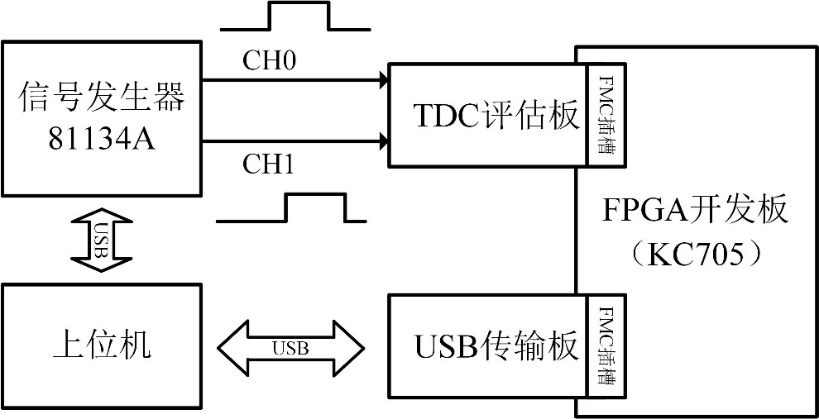 信号发生器
81134A
CH0
CH1
TDC评估板
FMC插槽
FPGA开发板
（KC705）
USB
上位机
USB
USB传输板
FMC插槽